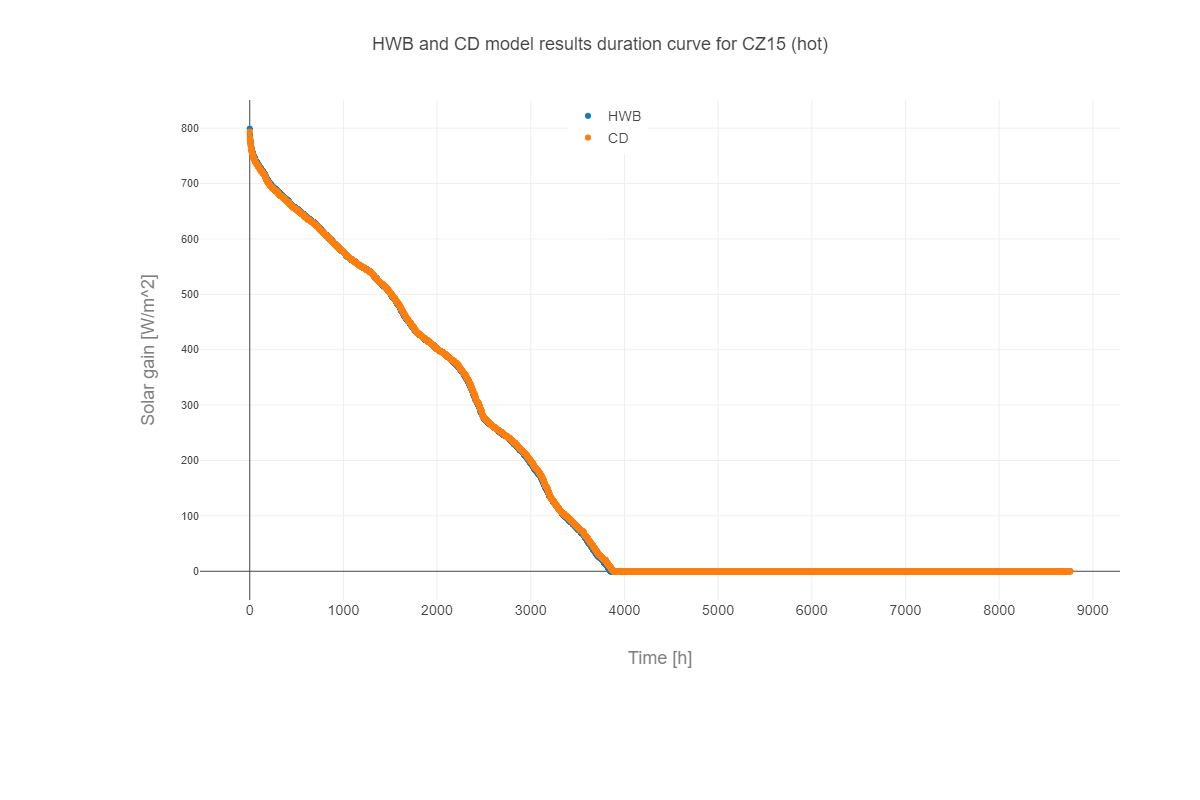 HWB and CD model results duration curve for CZ15 (hot)
HWB
CD
800
700
600
500
400
300
200
100
0
Solar gain [W/m^2]
0 1000 2000 3000 4000 5000 6000 7000 8000 9000
Time [h]